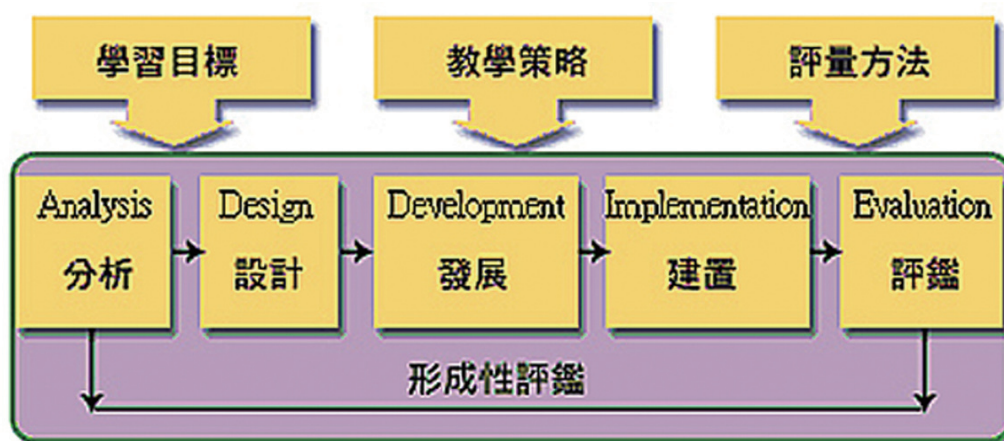 學習目標
教學策略
評量方法
Analysis
分析
Design
設計
Development
發展
Implementation
建置
Evaluation
評鑑
形成性評鑑